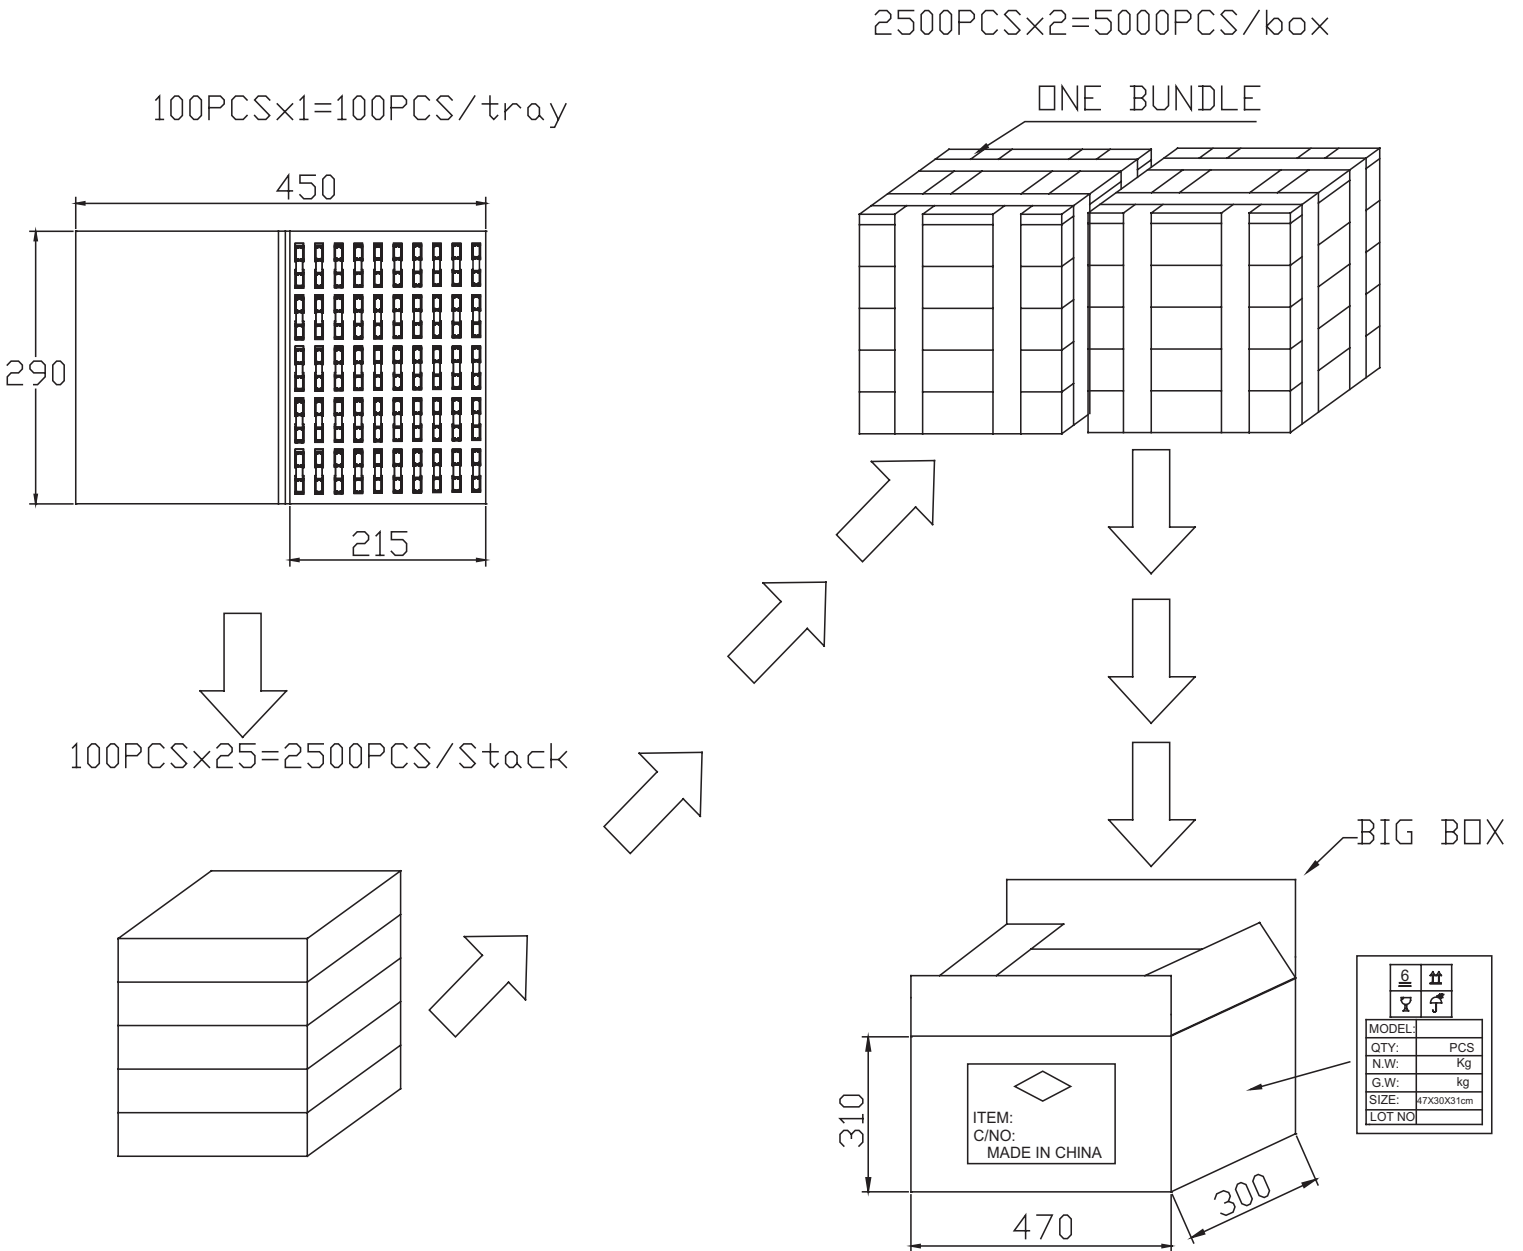 2500PCSx2=5000PCS/box
ONE BUNDLE
100PCSx1=100PCS/tray
450
290
215
100PCSx25=2500PCS/Stack
BIG BOX
6
MODEL:
QTY: PCS
N.W: Kg
G.W: kg
SIZE: 47X30X31cm
LOT NO
ITEM:
C/NO:
MADE IN CHINA
310
470
300